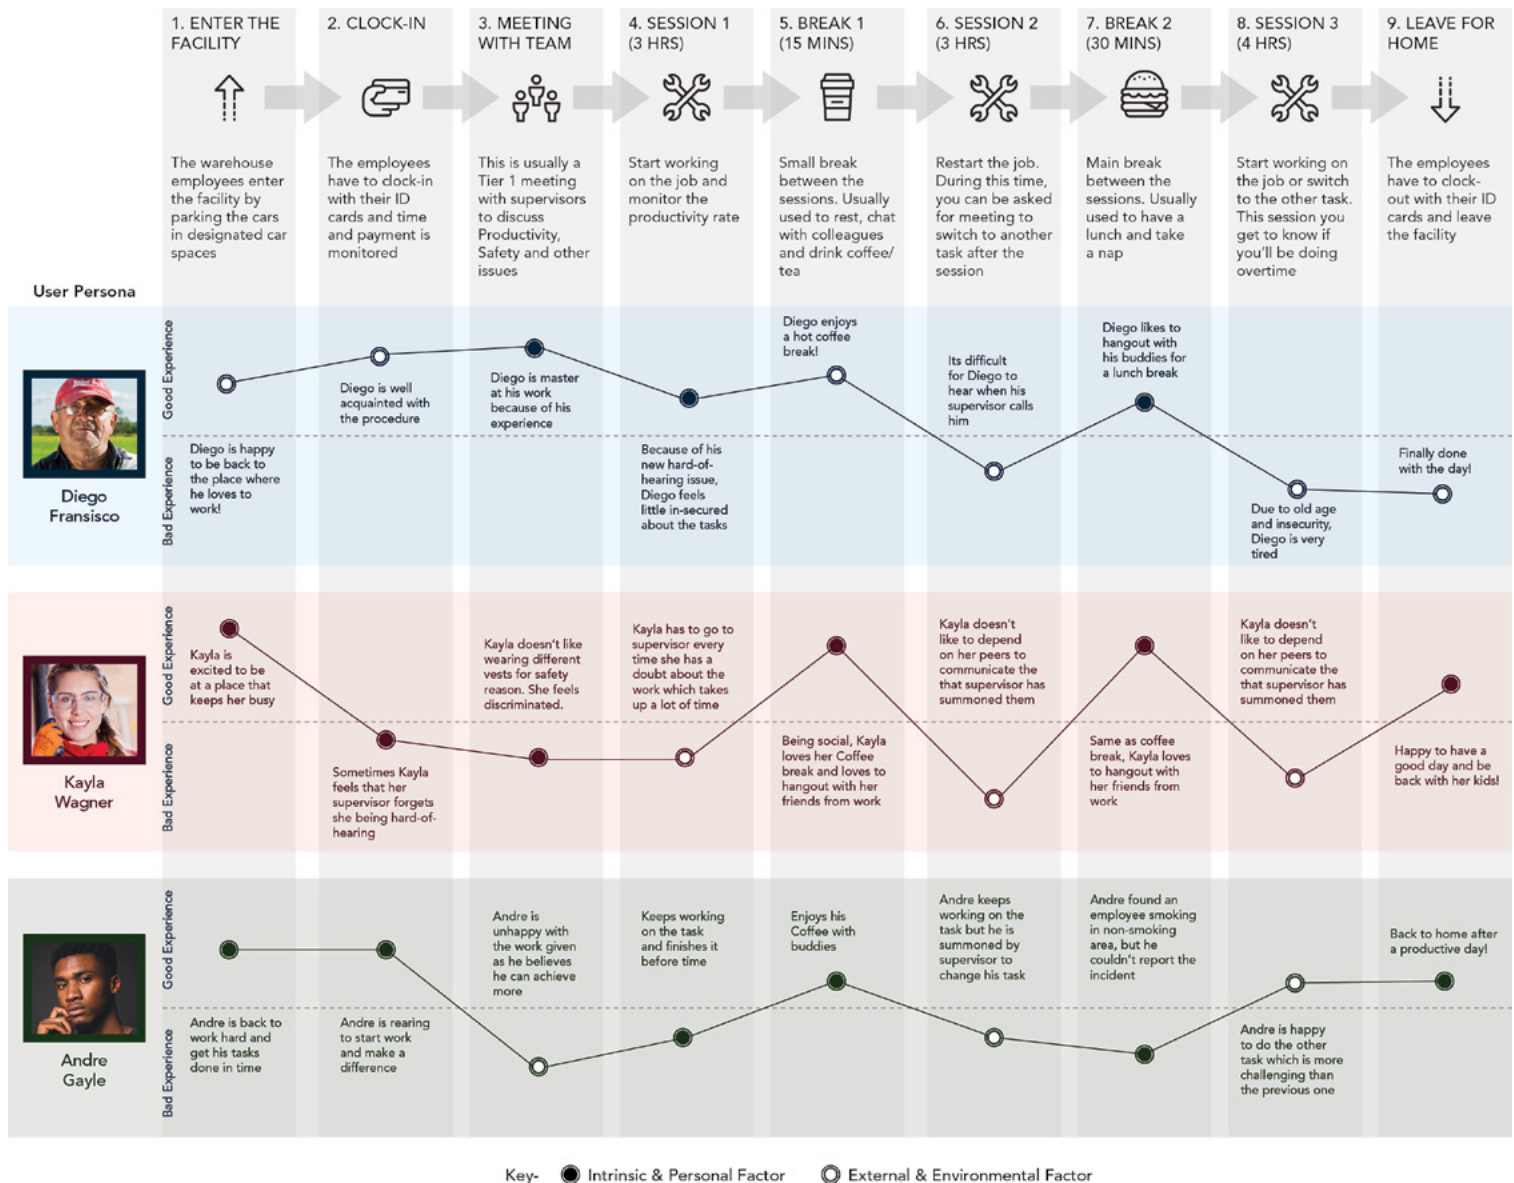 1. ENTER THE
FACILITY
2. CLOCK-IN
3. MEETING
WITH TEAM
4. SESSION 1
(3 HRS)
5. BREAK 1
(15 MINS)
6. SESSION 2
(3 HRS)
7. BREAK 2
(30 MINS)
8. SESSION 3
(4 HRS)
9. LEAVE FOR
HOME
The warehouse
employees enter
the facility by
parking the cars
in designated car
spaces
The employees
have to clock-in
with their ID
cards and time
and payment is
monitored
This is usually a
Tier 1 meeting
with supervisors
to discuss
Productivity,
Safety and other
issues
Start working
on the job and
monitor the
productivity rate
Small break
between the
sessions. Usually
used to rest, chat
with colleagues
and drink coffee/
tea
Restart the job.
During this time,
you can be asked
for meeting to
switch to another
task after the
session
Main break
between the
sessions. Usually
used to have a
lunch and take
a nap
Start working on
the job or switch
to the other task.
This session you
get to know if
you'll be doing
overtime
The employees
have to clock-
out with their ID
cards and leave
the facility
User Persona
Diego
Fransisco
Good Experience
Bad Experience
Diego is happy
to be back to
the place where
he loves to
work!
Diego is well
acquainted with
the procedure
Diego is master
at his work
because of his
experience
Because of his
new hard-of-
hearing issue,
Diego feels
little in-secured
about the tasks
Diego enjoys
a hot coffee
break!
Its difficult
for Diego to
hear when his
supervisor calls
him
Diego likes to
hangout with
his buddies for
a lunch break
Due to old age
and insecurity,
Diego is very
tired
Finally done
with the day!
Kayla
Wagner
Good Experience
Bad Experience
Kayla is
excited to be
at a place that
keeps her busy
Sometimes Kayla
feels that her
supervisor forgets
she being hard-of-
hearing
Kayla doesn't like
wearing different
vests for safety
reason. She feels
discriminated.
Kayla has to go to
supervisor every
time she has a
doubt about the
work which takes
up a lot of time
Being social, Kayla
loves her Coffee
break and loves to
hangout with her
friends from work
Kayla doesn't
like to depend
on her peers to
communicate the
that supervisor has
summoned them
Same as coffee
break, Kayla loves
to hangout with
her friends from
work
Kayla doesn't
like to depend
on her peers to
communicate the
that supervisor has
summoned them
Happy to have a
good day and be
back with her kids!
Andre
Gayle
Good Experience
Bad Experience
Andre is back to
work hard and
get his tasks
done in time
Andre is rearing
to start work
and make a
difference
Andre is
unhappy with
the work given
as he believes
he can achieve
more
Keeps working
on the task
and finishes it
before time
Enjoys his
Coffee with
buddies
Andre keeps
working on the
task but he is
summoned by
supervisor to
change his task
Andre found an
employee smoking
in non-smoking
area, but he
couldn't report the
incident
Andre is happy
to do the other
task which is more
challenging than
the previous one
Back to home after
a productive day!
Key-
Intrinsic & Personal Factor
External & Environmental Factor